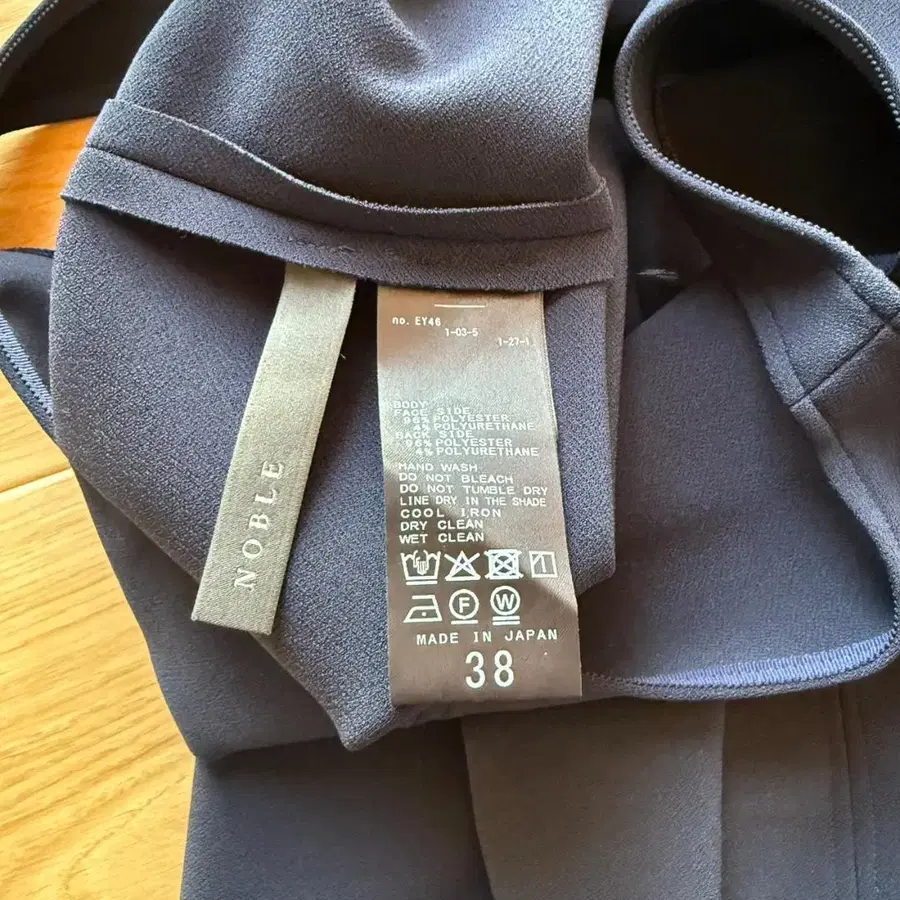 no. EY46
1-03-5
1-27-1
BODY
FACE SIDE
96% POLYESTER
4% POLYURETHANE
BACK SIDE
96% POLYESTER
4% POLYURETHANE
HAND WASH
DO NOT BLEACH
DO NOT TUMBLE DRY
LINE DRY IN THE SHADE
COOL IRON
DRY CLEAN
WET CLEAN
F W
MADE IN JAPAN
38
NOBLE